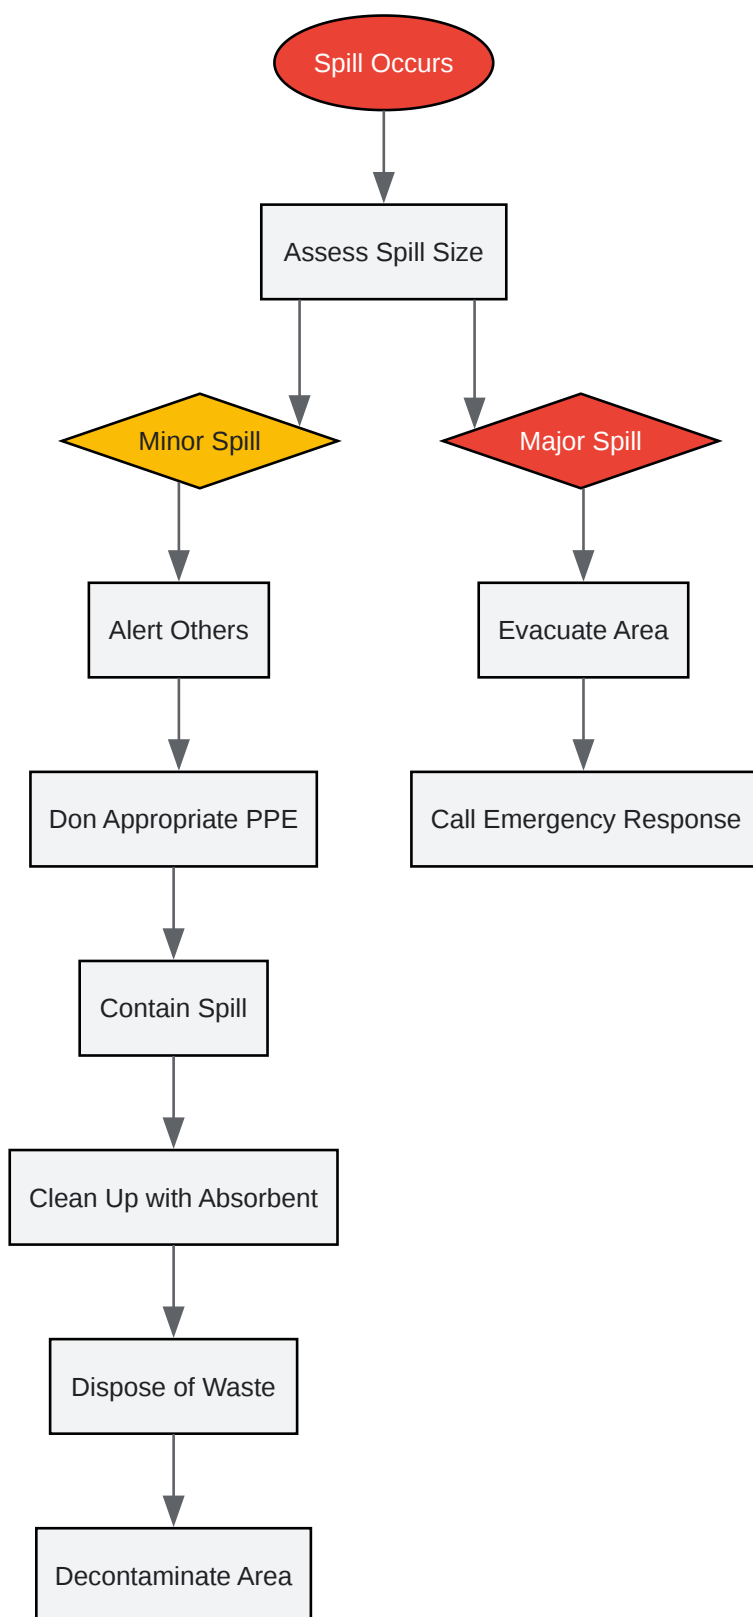 Spill Occurs
Assess Spill Size
Minor Spill
Major Spill
Alert Others
Evacuate Area
Don Appropriate PPE
Call Emergency Response
Contain Spill
Clean Up with Absorbent
Dispose of Waste
Decontaminate Area